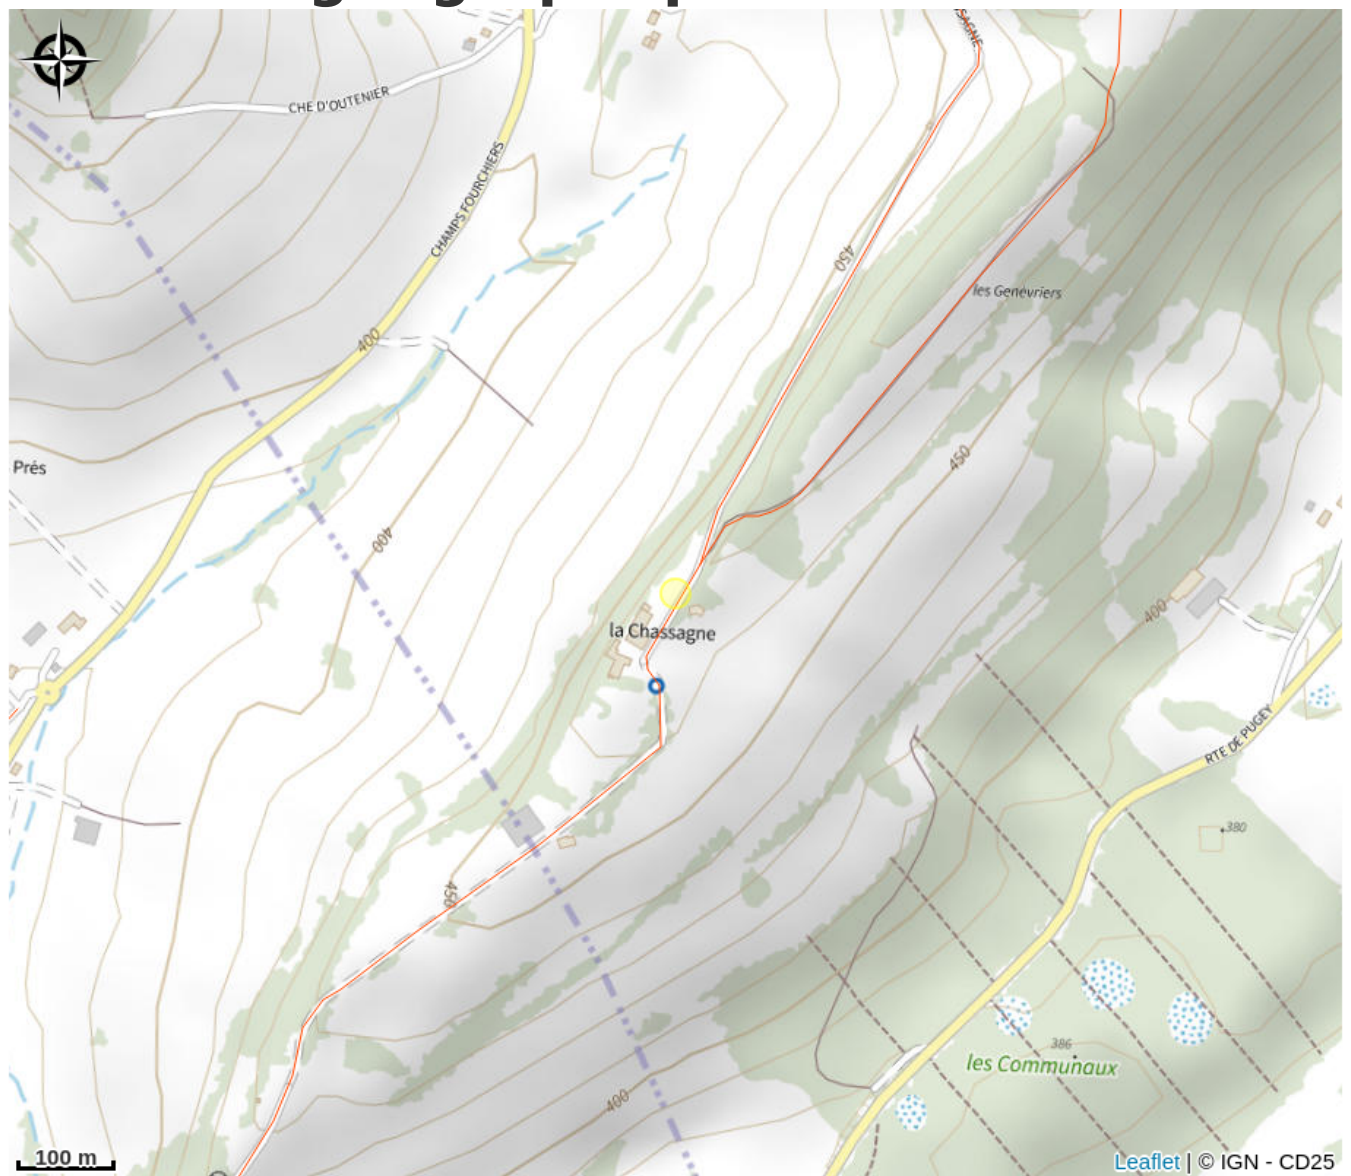 SAGNE
CHE D'OUTENIER
CHAMPS FOURCHIERS
450
les Genévriers
400
450
Prés
400
400
la Chassagne
RTE DE PUGEY
380
450
386
les Communaux
400
100 m
Leaflet | © IGN - CD25